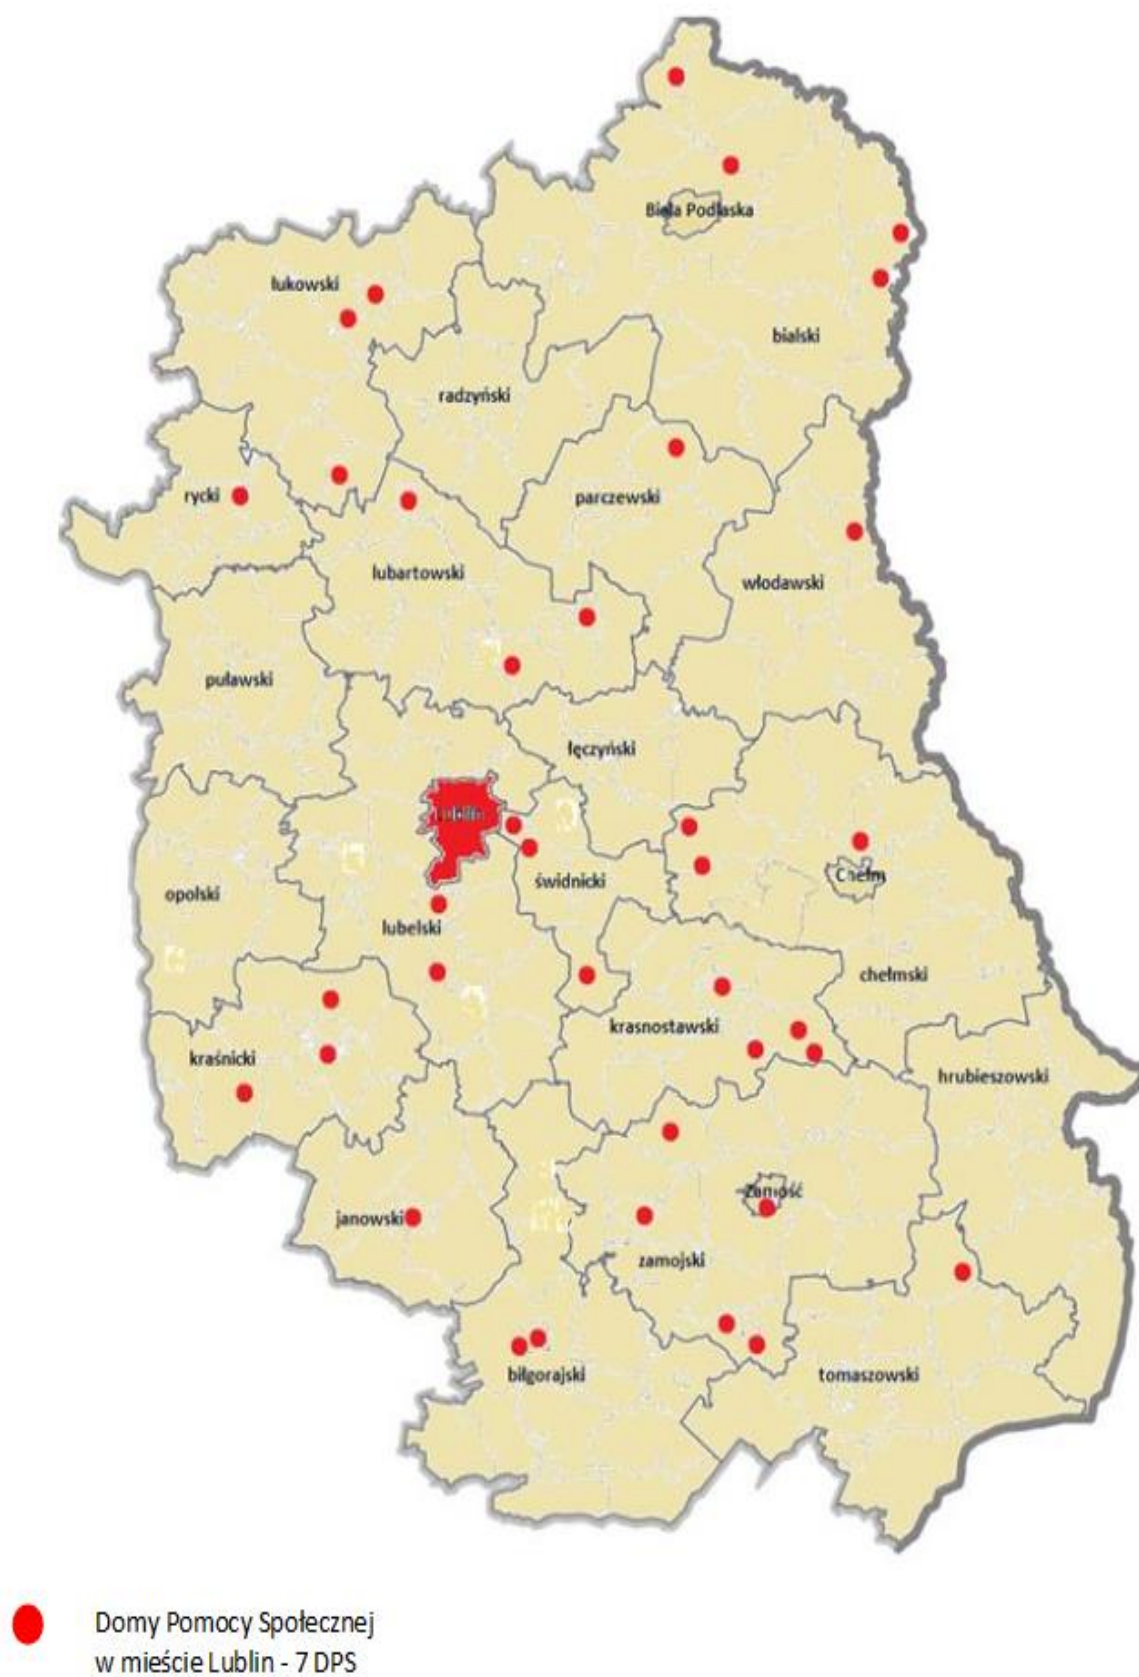 Biała Podlaska
łukowski
bialski
radzyński
rycki
parczewski
lubartowski
włodawski
puławski
łęczyński
Lublin
świdnicki
Chełm
opolski
lubelski
chełmski
krasnostawski
kraśnicki
hrubieszowski
Zamość
janowski
zamojski
biłgorajski
tomaszowski
Domy Pomocy Społecznej
w mieście Lublin - 7 DPS